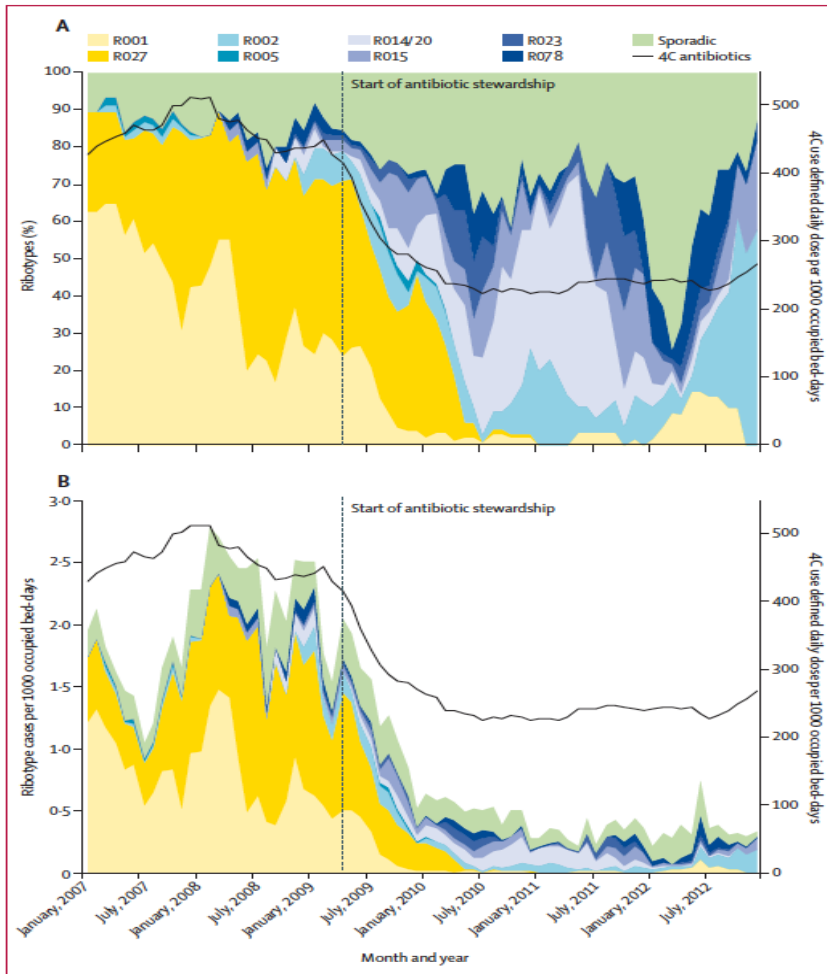 A
R001
R002
R014/20
R023
Sporadic
R027
R005
R015
R078
4C antibiotics
100
90
80
70
60
50
40
30
20
10
0
Ribotypes (%)
Start of antibiotic stewardship
500
400
300
200
100
0
4C use defined daily dose per 1000 occupied bed-days
B
3·0
2·5
2·0
1·5
1·0
0·5
0
Ribotype cases per 1000 occupied bed-days
Start of antibiotic stewardship
500
400
300
200
100
0
4C use defined daily dose per 1000 occupied bed-days
January, 2007
July, 2007
January, 2008
July, 2008
January, 2009
July, 2009
January, 2010
July, 2010
January, 2011
July, 2011
January, 2012
July, 2012
Month and year